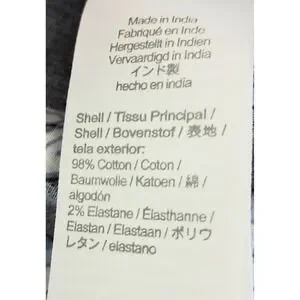 Made in India
Fabriqué en Inde
Hergestellt in Indien
Vervaardigd in India
インド製
hecho en india
Shell / Tissu Principal /
Shell / Bovenstof / 表地 /
tela exterior:
98% Cotton / Coton /
Baumwolle / Katoen / 綿 /
algodón
2% Elastane / Élasthanne /
Elastan / Elastaan / ポリウ
レタン / elastano